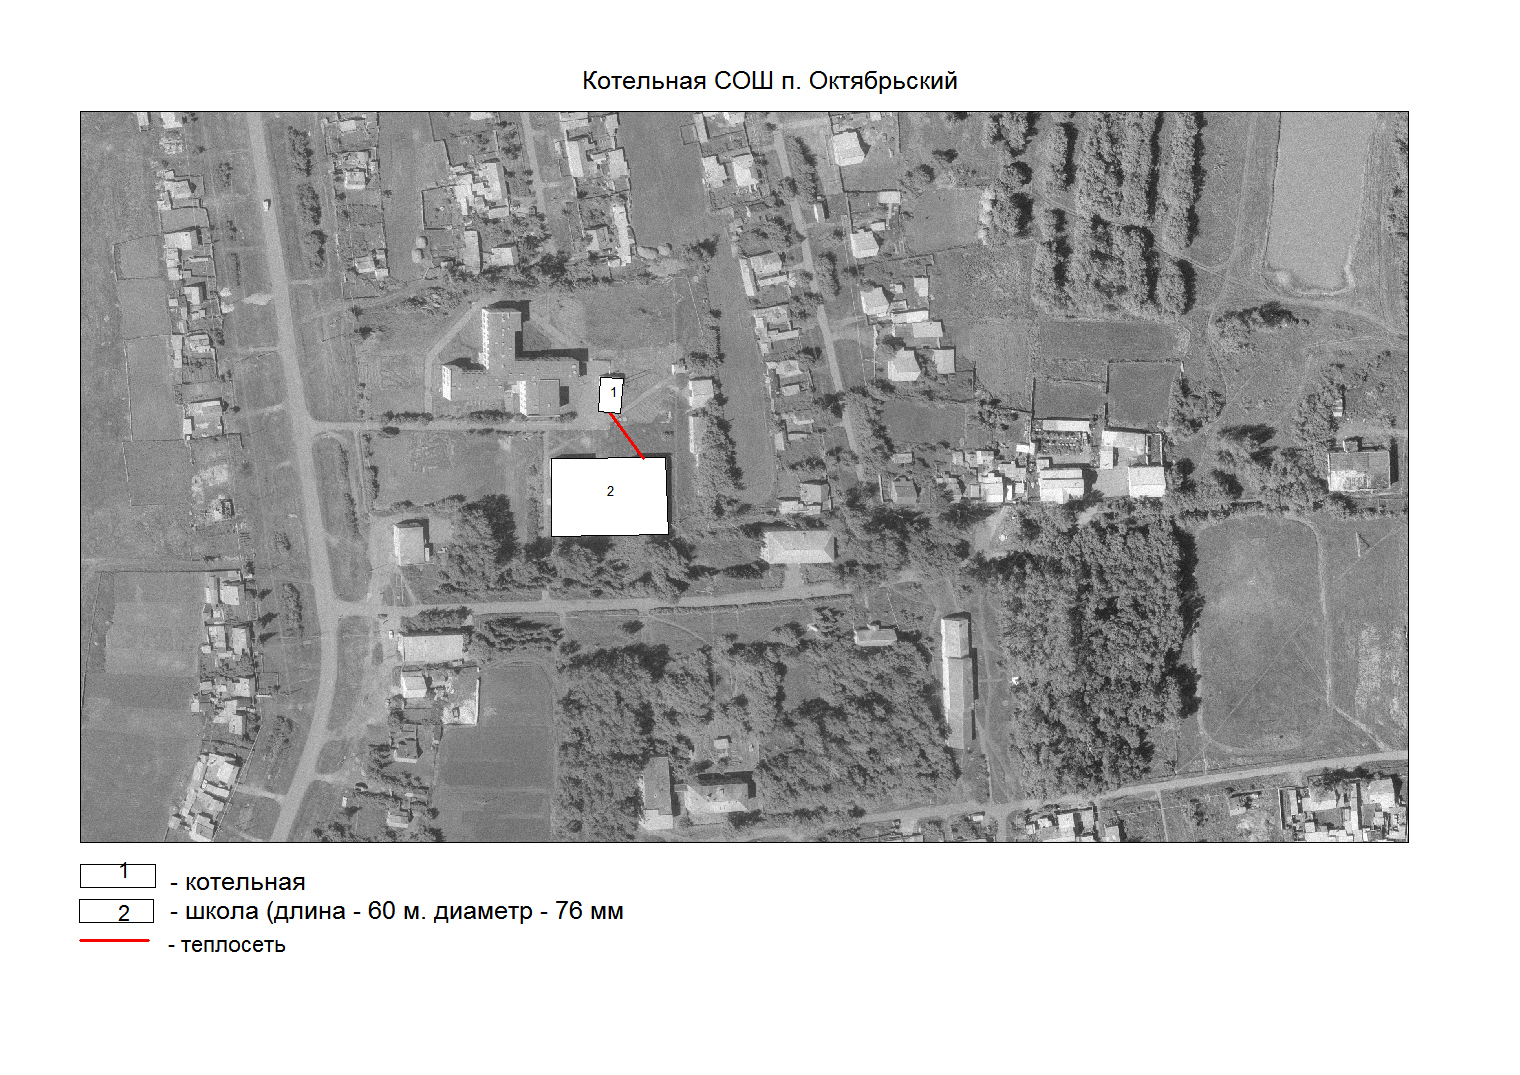 Котельная СОШ п. Октябрьский
1
2
1 - котельная
2 - школа (длина - 60 м. диаметр - 76 мм
- теплосеть